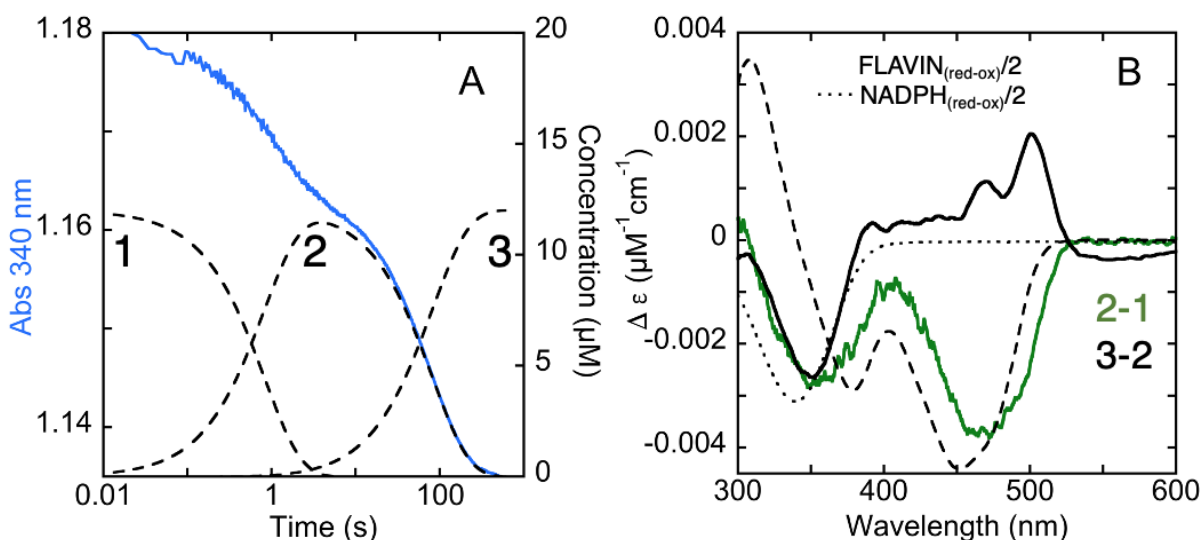 1.18
1.16
1.14
Abs 340 nm
A
1
2
3
20
15
10
5
0
Concentration (µM)
0.01
1
100
Time (s)
0.004
0.002
0
-0.002
-0.004
Δ ε (µM⁻¹cm⁻¹)
FLAVIN(red-ox)/2
NADPH(red-ox)/2
B
2-1
3-2
300
400
500
600
Wavelength (nm)